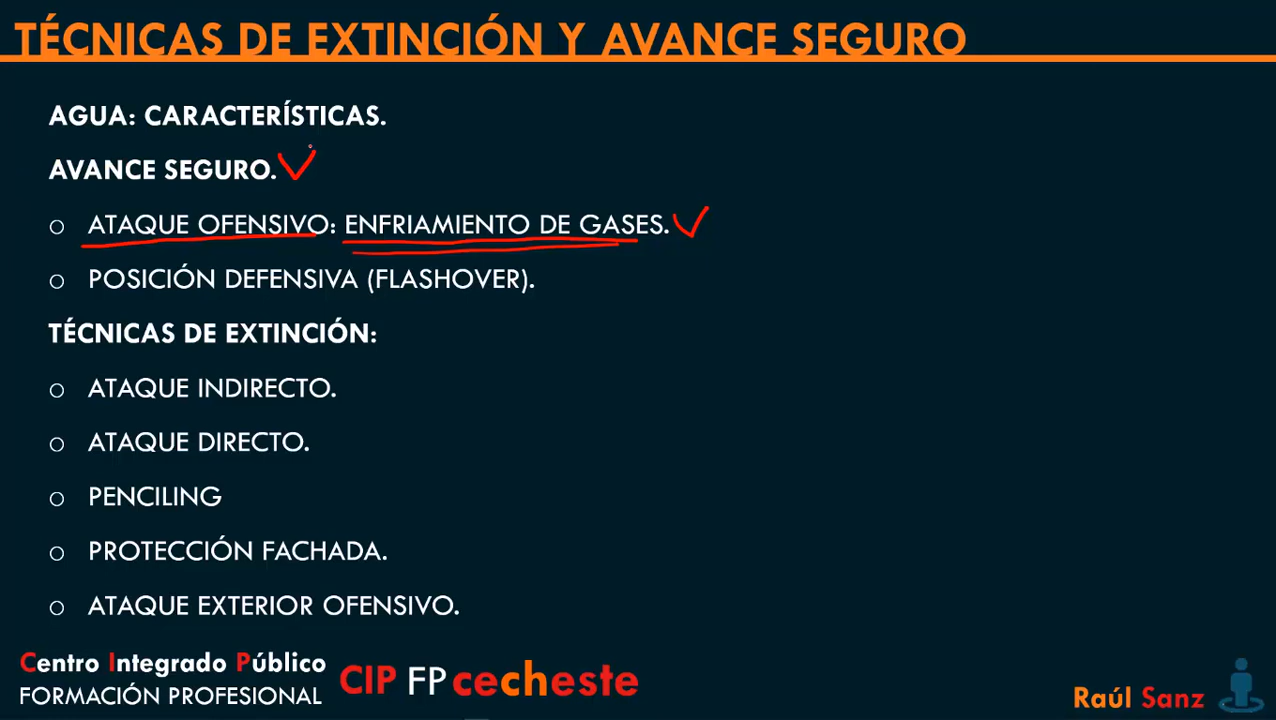 TÉCNICAS DE EXTINCIÓN Y AVANCE SEGURO
AGUA: CARACTERÍSTICAS.
AVANCE SEGURO.
o ATAQUE OFENSIVO: ENFRIAMIENTO DE GASES.
o POSICIÓN DEFENSIVA (FLASHOVER).
TÉCNICAS DE EXTINCIÓN:
o ATAQUE INDIRECTO.
o ATAQUE DIRECTO.
o PENCILING
o PROTECCIÓN FACHADA.
o ATAQUE EXTERIOR OFENSIVO.
Centro Integrado Público
FORMACIÓN PROFESIONAL
CIP FP cecheste
Raúl Sanz